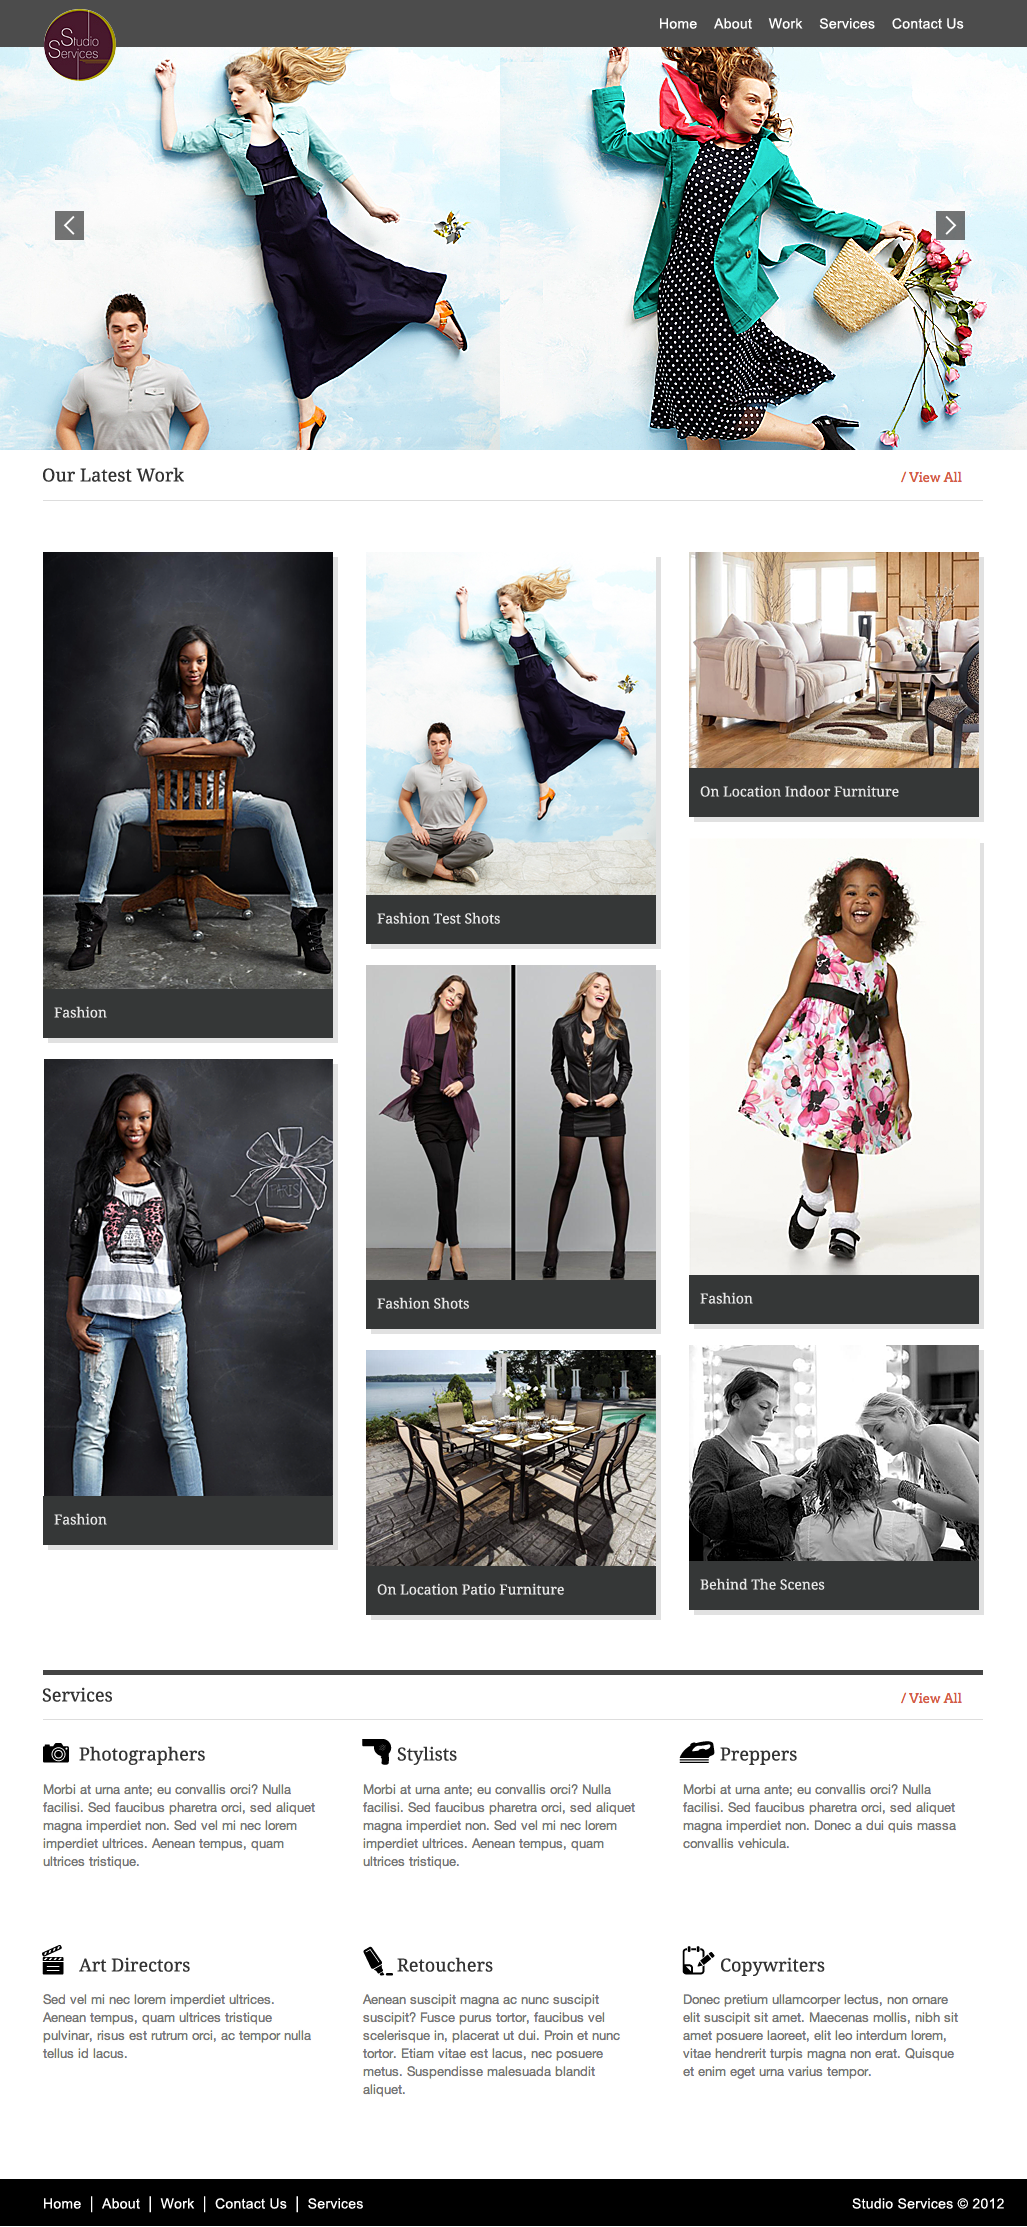 Studio
Services
Home About Work Services Contact Us
Our Latest Work
/ View All
Fashion
Fashion Test Shots
On Location Indoor Furniture
PARIS
Fashion
Fashion Shots
Fashion
On Location Patio Furniture
Behind The Scenes
Services
/ View All
Photographers
Morbi at urna ante; eu convallis orci? Nulla
facilisi. Sed faucibus pharetra orci, sed aliquet
magna imperdiet non. Sed vel mi nec lorem
imperdiet ultrices. Aenean tempus, quam
ultrices tristique.
Stylists
Morbi at urna ante; eu convallis orci? Nulla
facilisi. Sed faucibus pharetra orci, sed aliquet
magna imperdiet non. Sed vel mi nec lorem
imperdiet ultrices. Aenean tempus, quam
ultrices tristique.
Preppers
Morbi at urna ante; eu convallis orci? Nulla
facilisi. Sed faucibus pharetra orci, sed aliquet
magna imperdiet non. Donec a dui quis massa
convallis vehicula.
Art Directors
Sed vel mi nec lorem imperdiet ultrices.
Aenean tempus, quam ultrices tristique
pulvinar, risus est rutrum orci, ac tempor nulla
tellus id lacus.
Retouchers
Aenean suscipit magna ac nunc suscipit
suscipit? Fusce purus tortor, faucibus vel
scelerisque in, placerat ut dui. Proin et nunc
tortor. Etiam vitae est lacus, nec posuere
metus. Suspendisse malesuada blandit
aliquet.
Copywriters
Donec pretium ullamcorper lectus, non ornare
elit suscipit sit amet. Maecenas mollis, nibh sit
amet posuere laoreet, elit leo interdum lorem,
vitae hendrerit turpis magna non erat. Quisque
et enim eget urna varius tempor.
Home | About | Work | Contact Us | Services
Studio Services © 2012